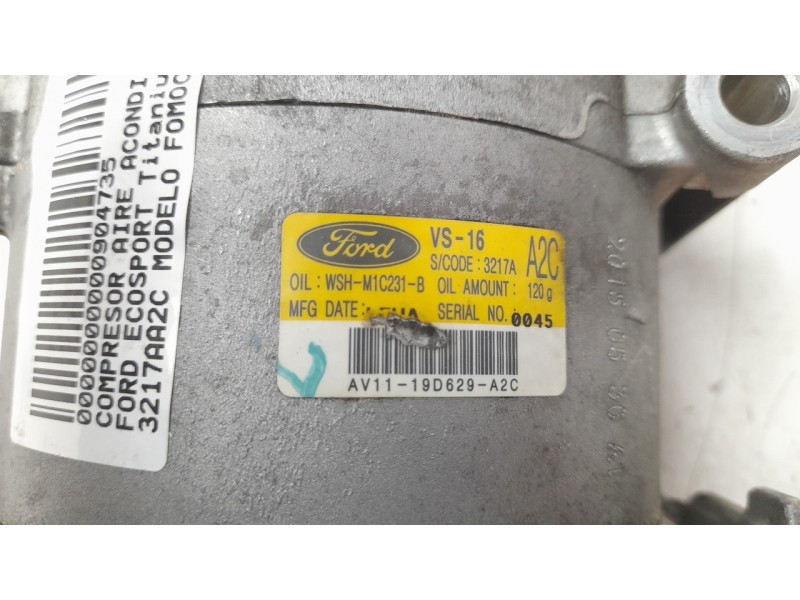 0000000000904735
COMPRESOR AIRE ACONDI
FORD ECOSPORT Titaniu
3217AA2C MODELO FOMOC
Ford
VS-16
S/CODE : 3217A
A2C
OIL : WSH-M1C231-B OIL AMOUNT : 120 g
MFG DATE: SERIAL NO.: 0045
AV11-19D629-A2C